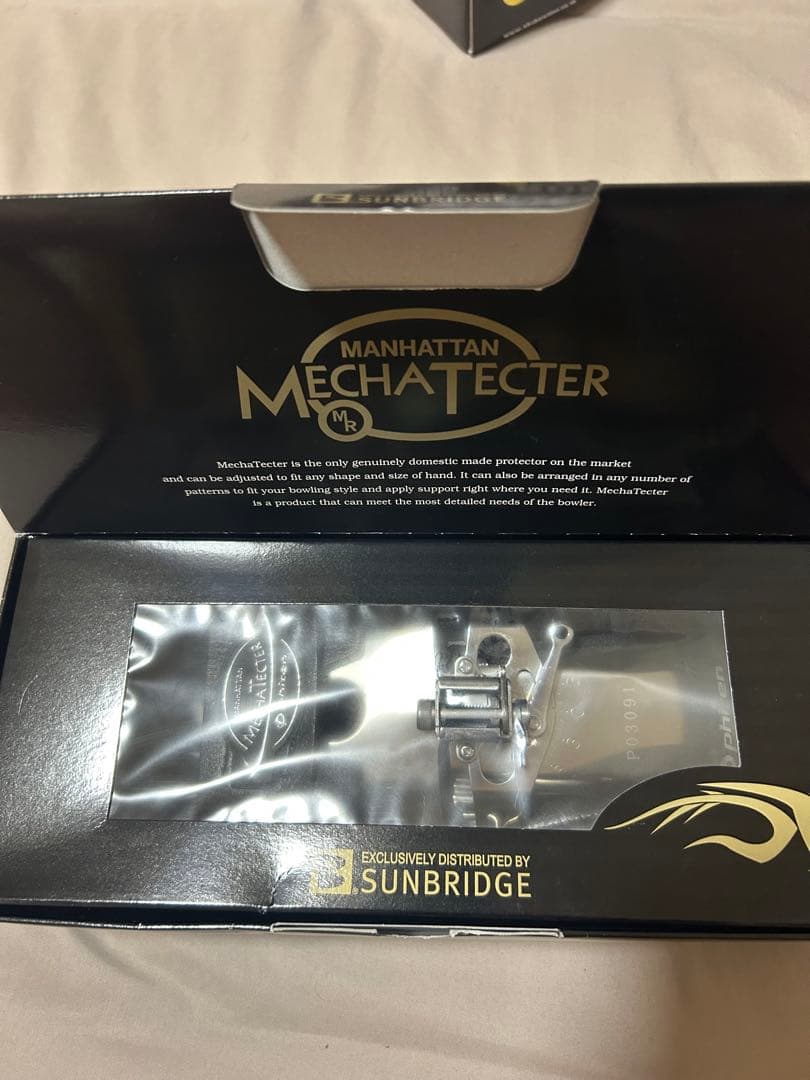 SUNBRIDGE
MANHATTAN
MECHATECTER
MR
MechaTecter is the only genuinely domestic made protector on the market
and can be adjusted to fit any shape and size of hand. It can also be arranged in any number of
patterns to fit your bowling style and apply support right where you need it. MechaTecter
is a product that can meet the most detailed needs of the bowler.
MANHATTAN
MECHATECTER
phiten
P03091
phiten
EXCLUSIVELY DISTRIBUTED BY
SUNBRIDGE